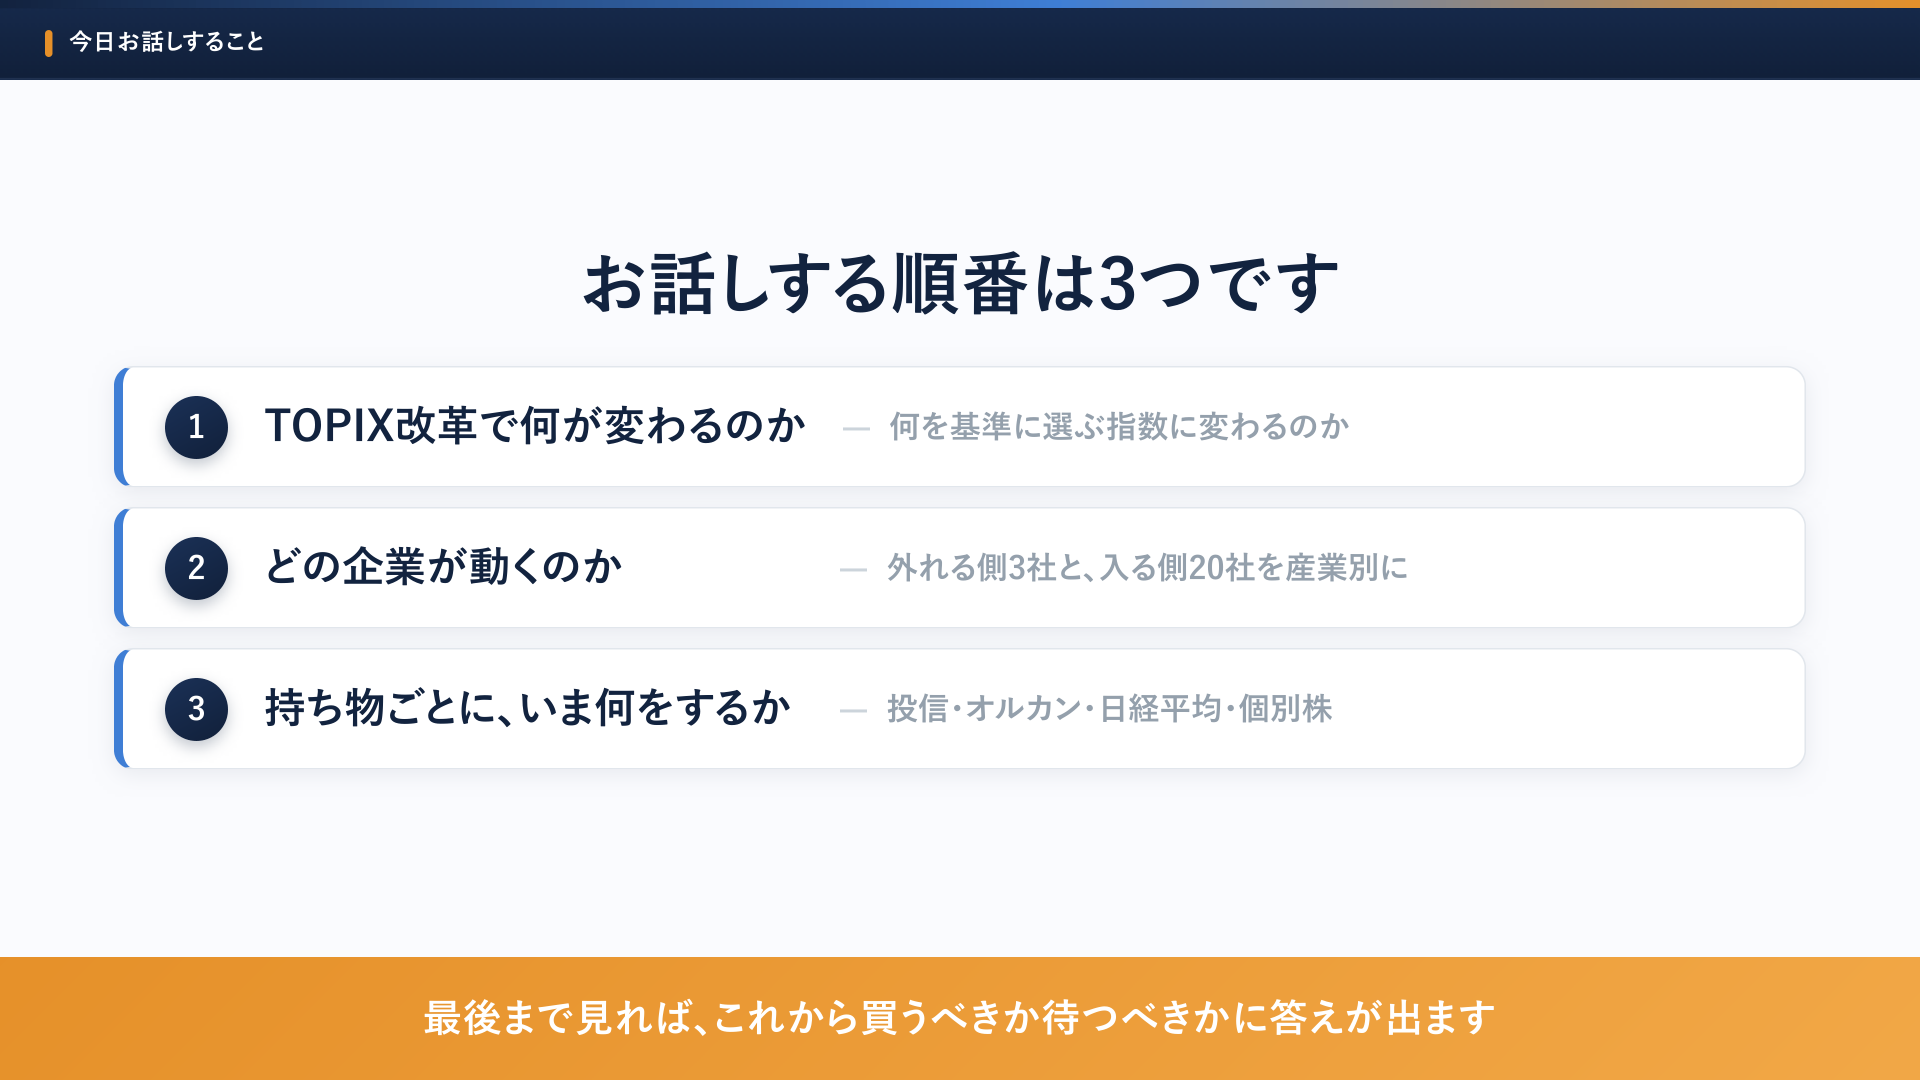 今日お話しすること
お話しする順番は3つです
1 TOPIX改革で何が変わるのか — 何を基準に選ぶ指数に変わるのか
2 どの企業が動くのか — 外れる側3社と、入る側20社を産業別に
3 持ち物ごとに、いま何をするか — 投信・オルカン・日経平均・個別株
最後まで見れば、これから買うべきか待つべきかに答えが出ます